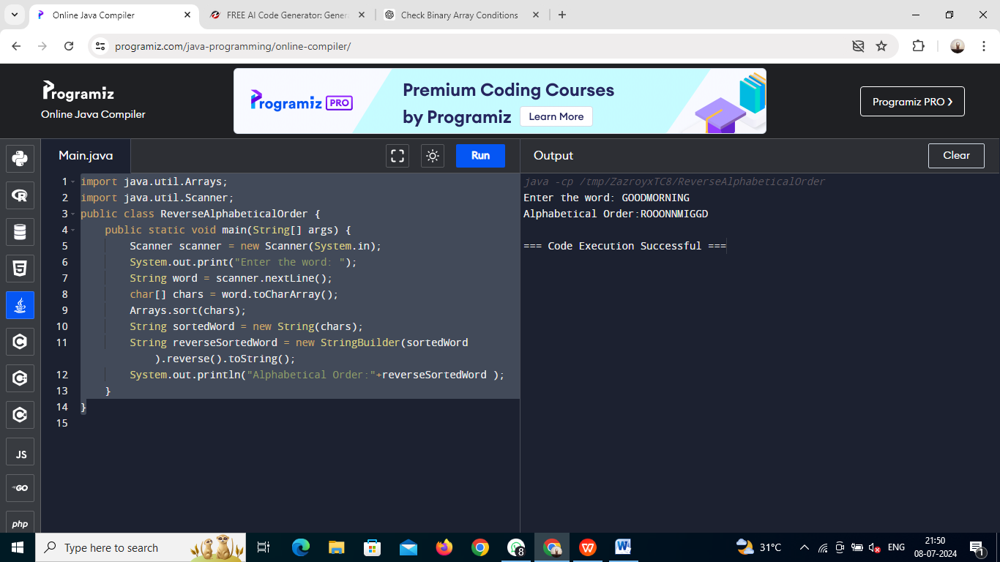 Online Java Compiler
FREE AI Code Generator: Genera
Check Binary Array Conditions
programiz.com/java-programming/online-compiler/
Programiz
Online Java Compiler
Programiz PRO
Premium Coding Courses
by Programiz
Learn More
Programiz PRO ❯
Main.java
Run
Output
Clear
1 import java.util.Arrays;
2 import java.util.Scanner;
3 public class ReverseAlphabeticalOrder {
4     public static void main(String[] args) {
5         Scanner scanner = new Scanner(System.in);
6         System.out.print("Enter the word: ");
7         String word = scanner.nextLine();
8         char[] chars = word.toCharArray();
9         Arrays.sort(chars);
10         String sortedWord = new String(chars);
11         String reverseSortedWord = new StringBuilder(sortedWord
            ).reverse().toString();
12         System.out.println("Alphabetical Order:"+reverseSortedWord );
13     }
14 }
15
java -cp /tmp/ZazroyxTC8/ReverseAlphabeticalOrder
Enter the word: GOODMORNING
Alphabetical Order:ROOONNMIGGD
=== Code Execution Successful ===
JS
GO
php
Type here to search
8
31°C
ENG
21:50
08-07-2024
1